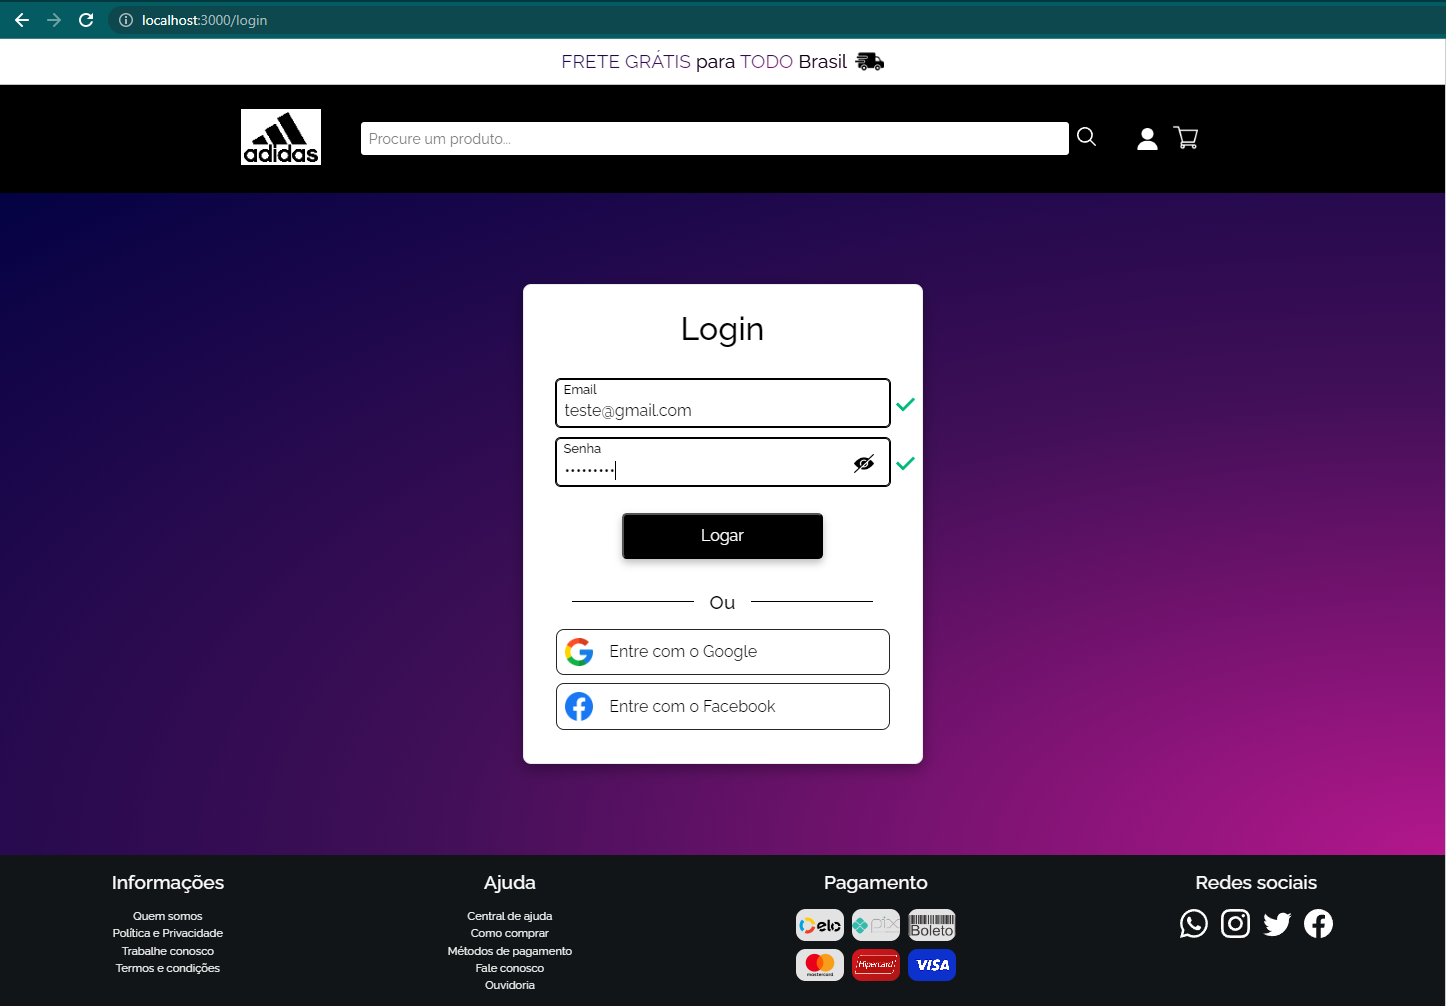 localhost:3000/login
FRETE GRÁTIS para TODO Brasil
adidas
Procure um produto...
Login
Email
teste@gmail.com
Senha
•••••••••
Logar
Ou
Entre com o Google
Entre com o Facebook
Informações
Quem somos
Política e Privacidade
Trabalhe conosco
Termos e condições
Ajuda
Central de ajuda
Como comprar
Métodos de pagamento
Fale conosco
Ouvidoria
Pagamento
elo
pix
Boleto
mastercard
Hipercard
VISA
Redes sociais